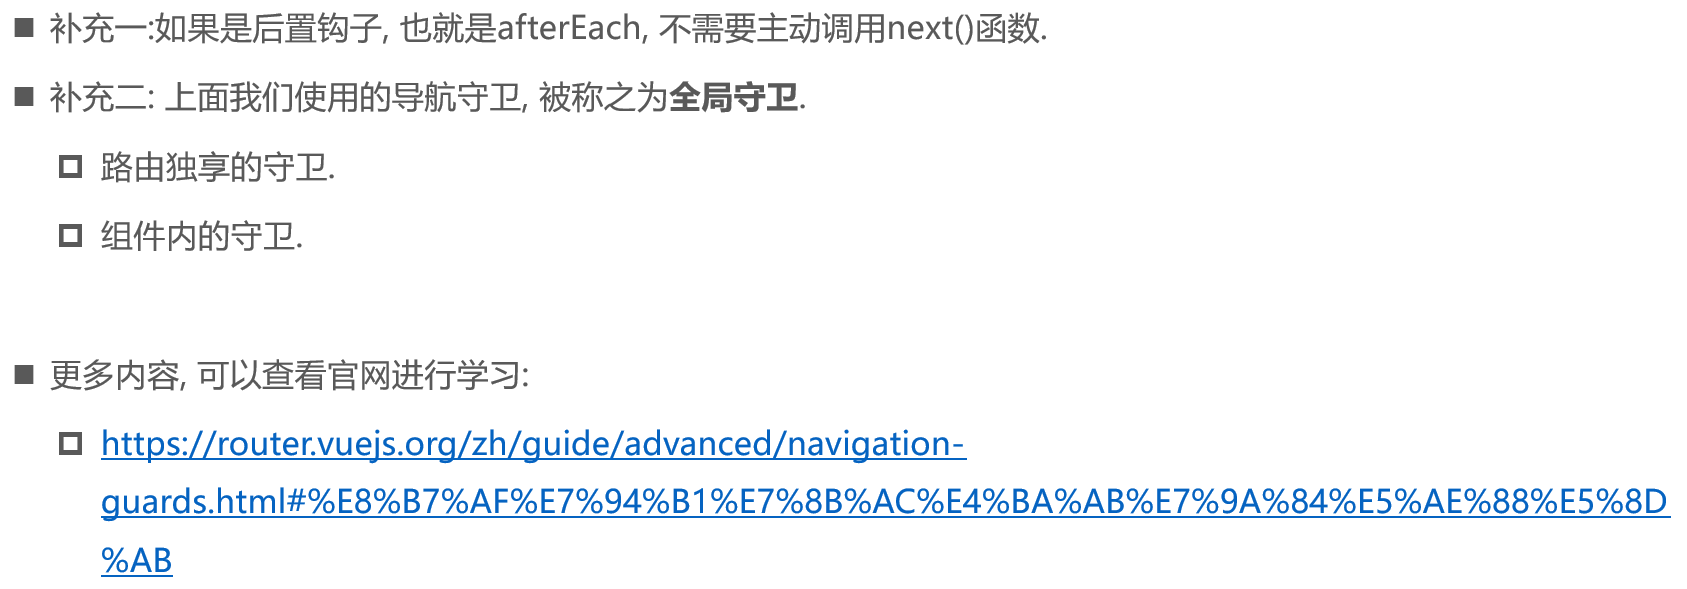 补充一:如果是后置钩子, 也就是afterEach, 不需要主动调用next()函数.
补充二: 上面我们使用的导航守卫, 被称之为全局守卫.
路由独享的守卫.
组件内的守卫.
更多内容, 可以查看官网进行学习:
https://router.vuejs.org/zh/guide/advanced/navigation-
guards.html#%E8%B7%AF%E7%94%B1%E7%8B%AC%E4%BA%AB%E7%9A%84%E5%AE%88%E5%8D
%AB